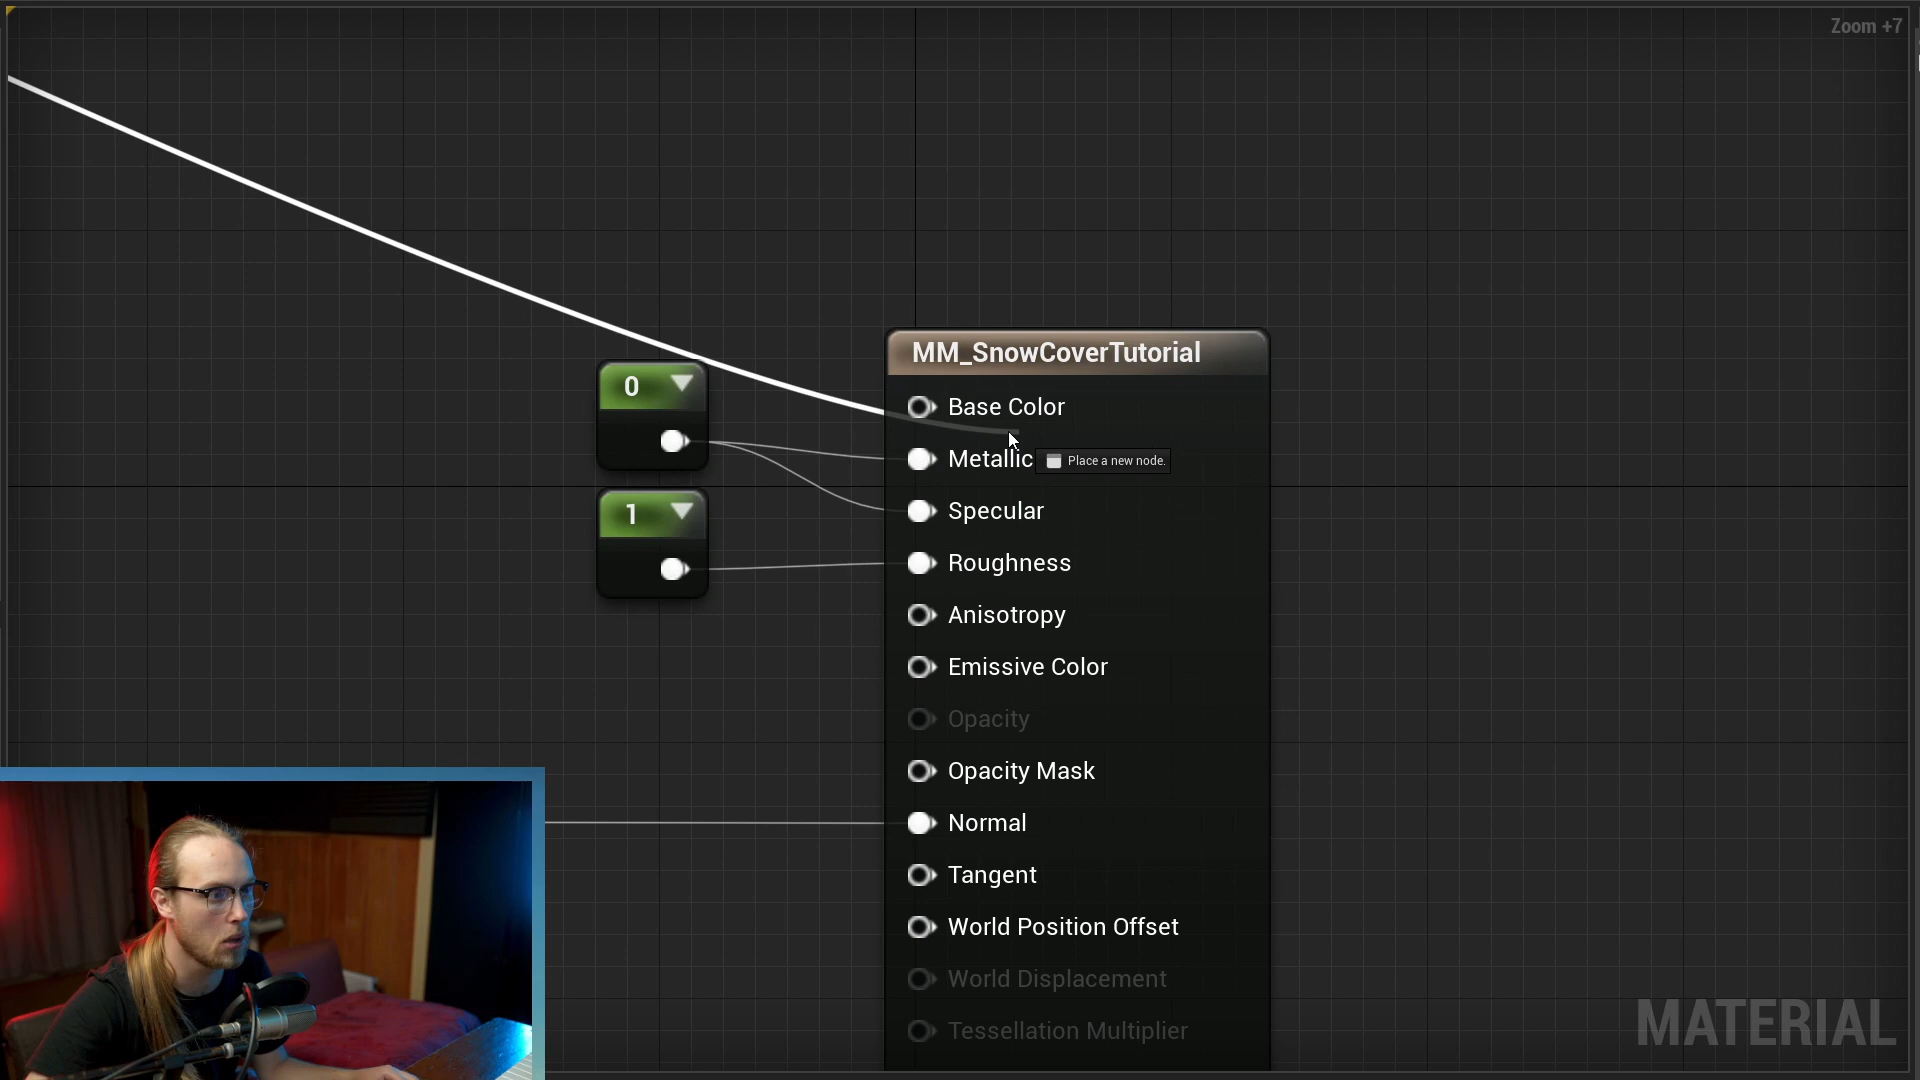 Zoom +7
MM_SnowCoverTutorial
0
1
Base Color
Metallic
Place a new node.
Specular
Roughness
Anisotropy
Emissive Color
Opacity
Opacity Mask
Normal
Tangent
World Position Offset
World Displacement
Tessellation Multiplier
MATERIAL